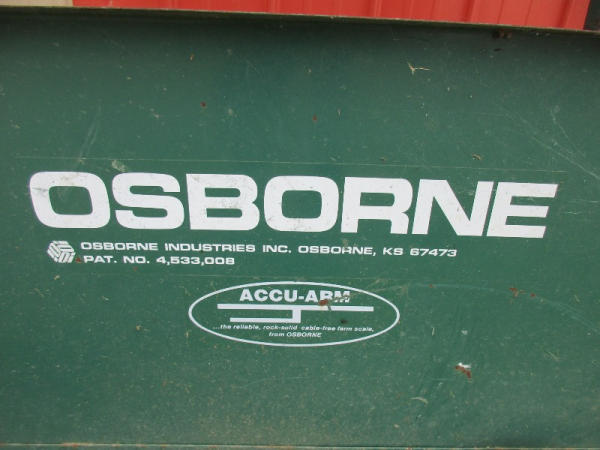 OSBORNE
OSBORNE INDUSTRIES INC. OSBORNE, KS 67473
PAT. NO. 4,533,008
ACCU-ARM
...the reliable, rock-solid cable-free farm scale,
from OSBORNE